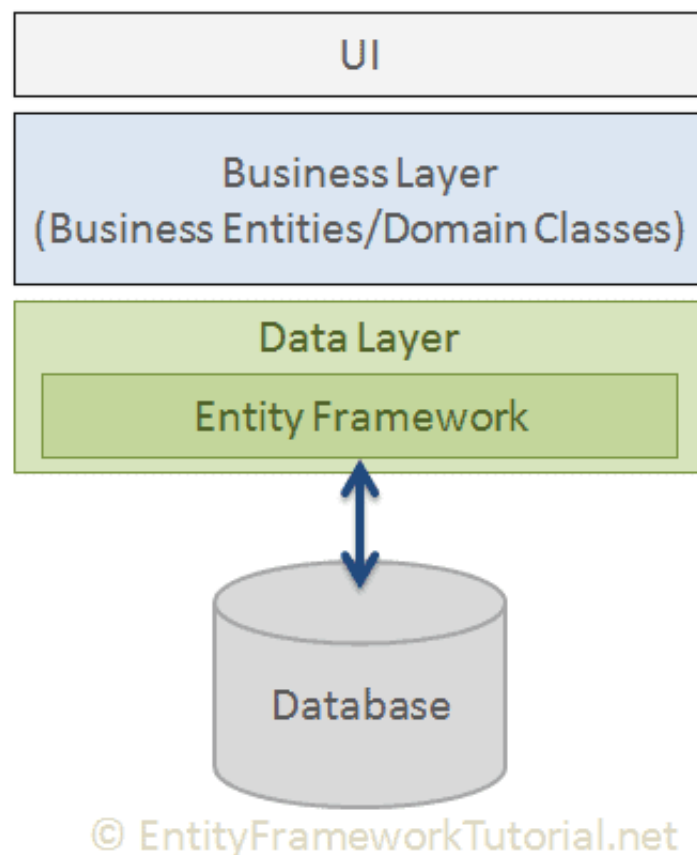 UI
Business Layer
(Business Entities/Domain Classes)
Data Layer
Entity Framework
Database
© EntityFrameworkTutorial.net